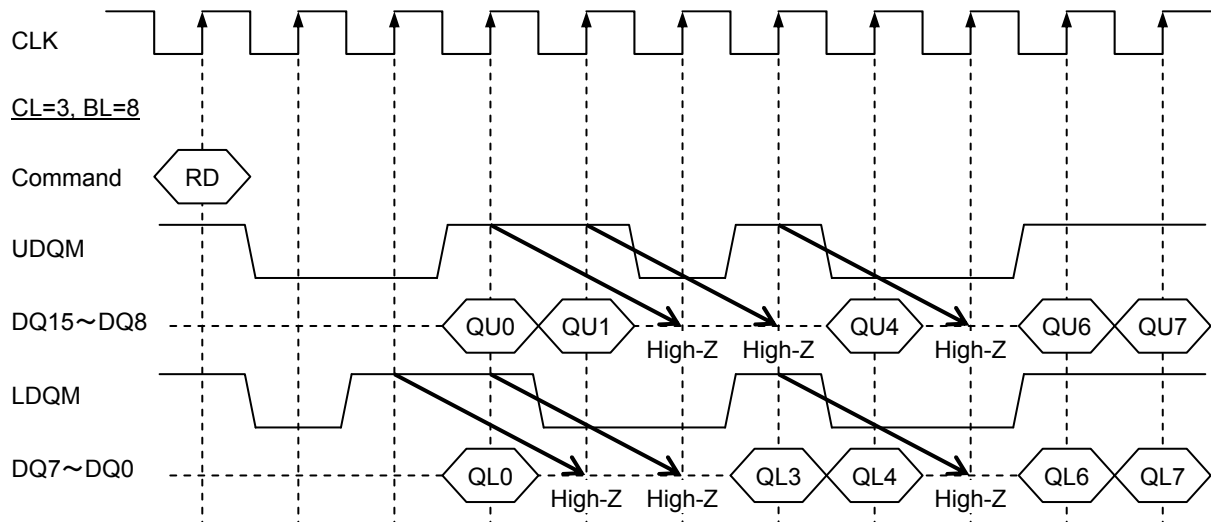 CLK
CL=3, BL=8
Command RD
UDQM
DQ15～DQ8 QU0 QU1 QU4 QU6 QU7
High-Z High-Z High-Z
LDQM
DQ7～DQ0 QL0 QL3 QL4 QL6 QL7
High-Z High-Z High-Z